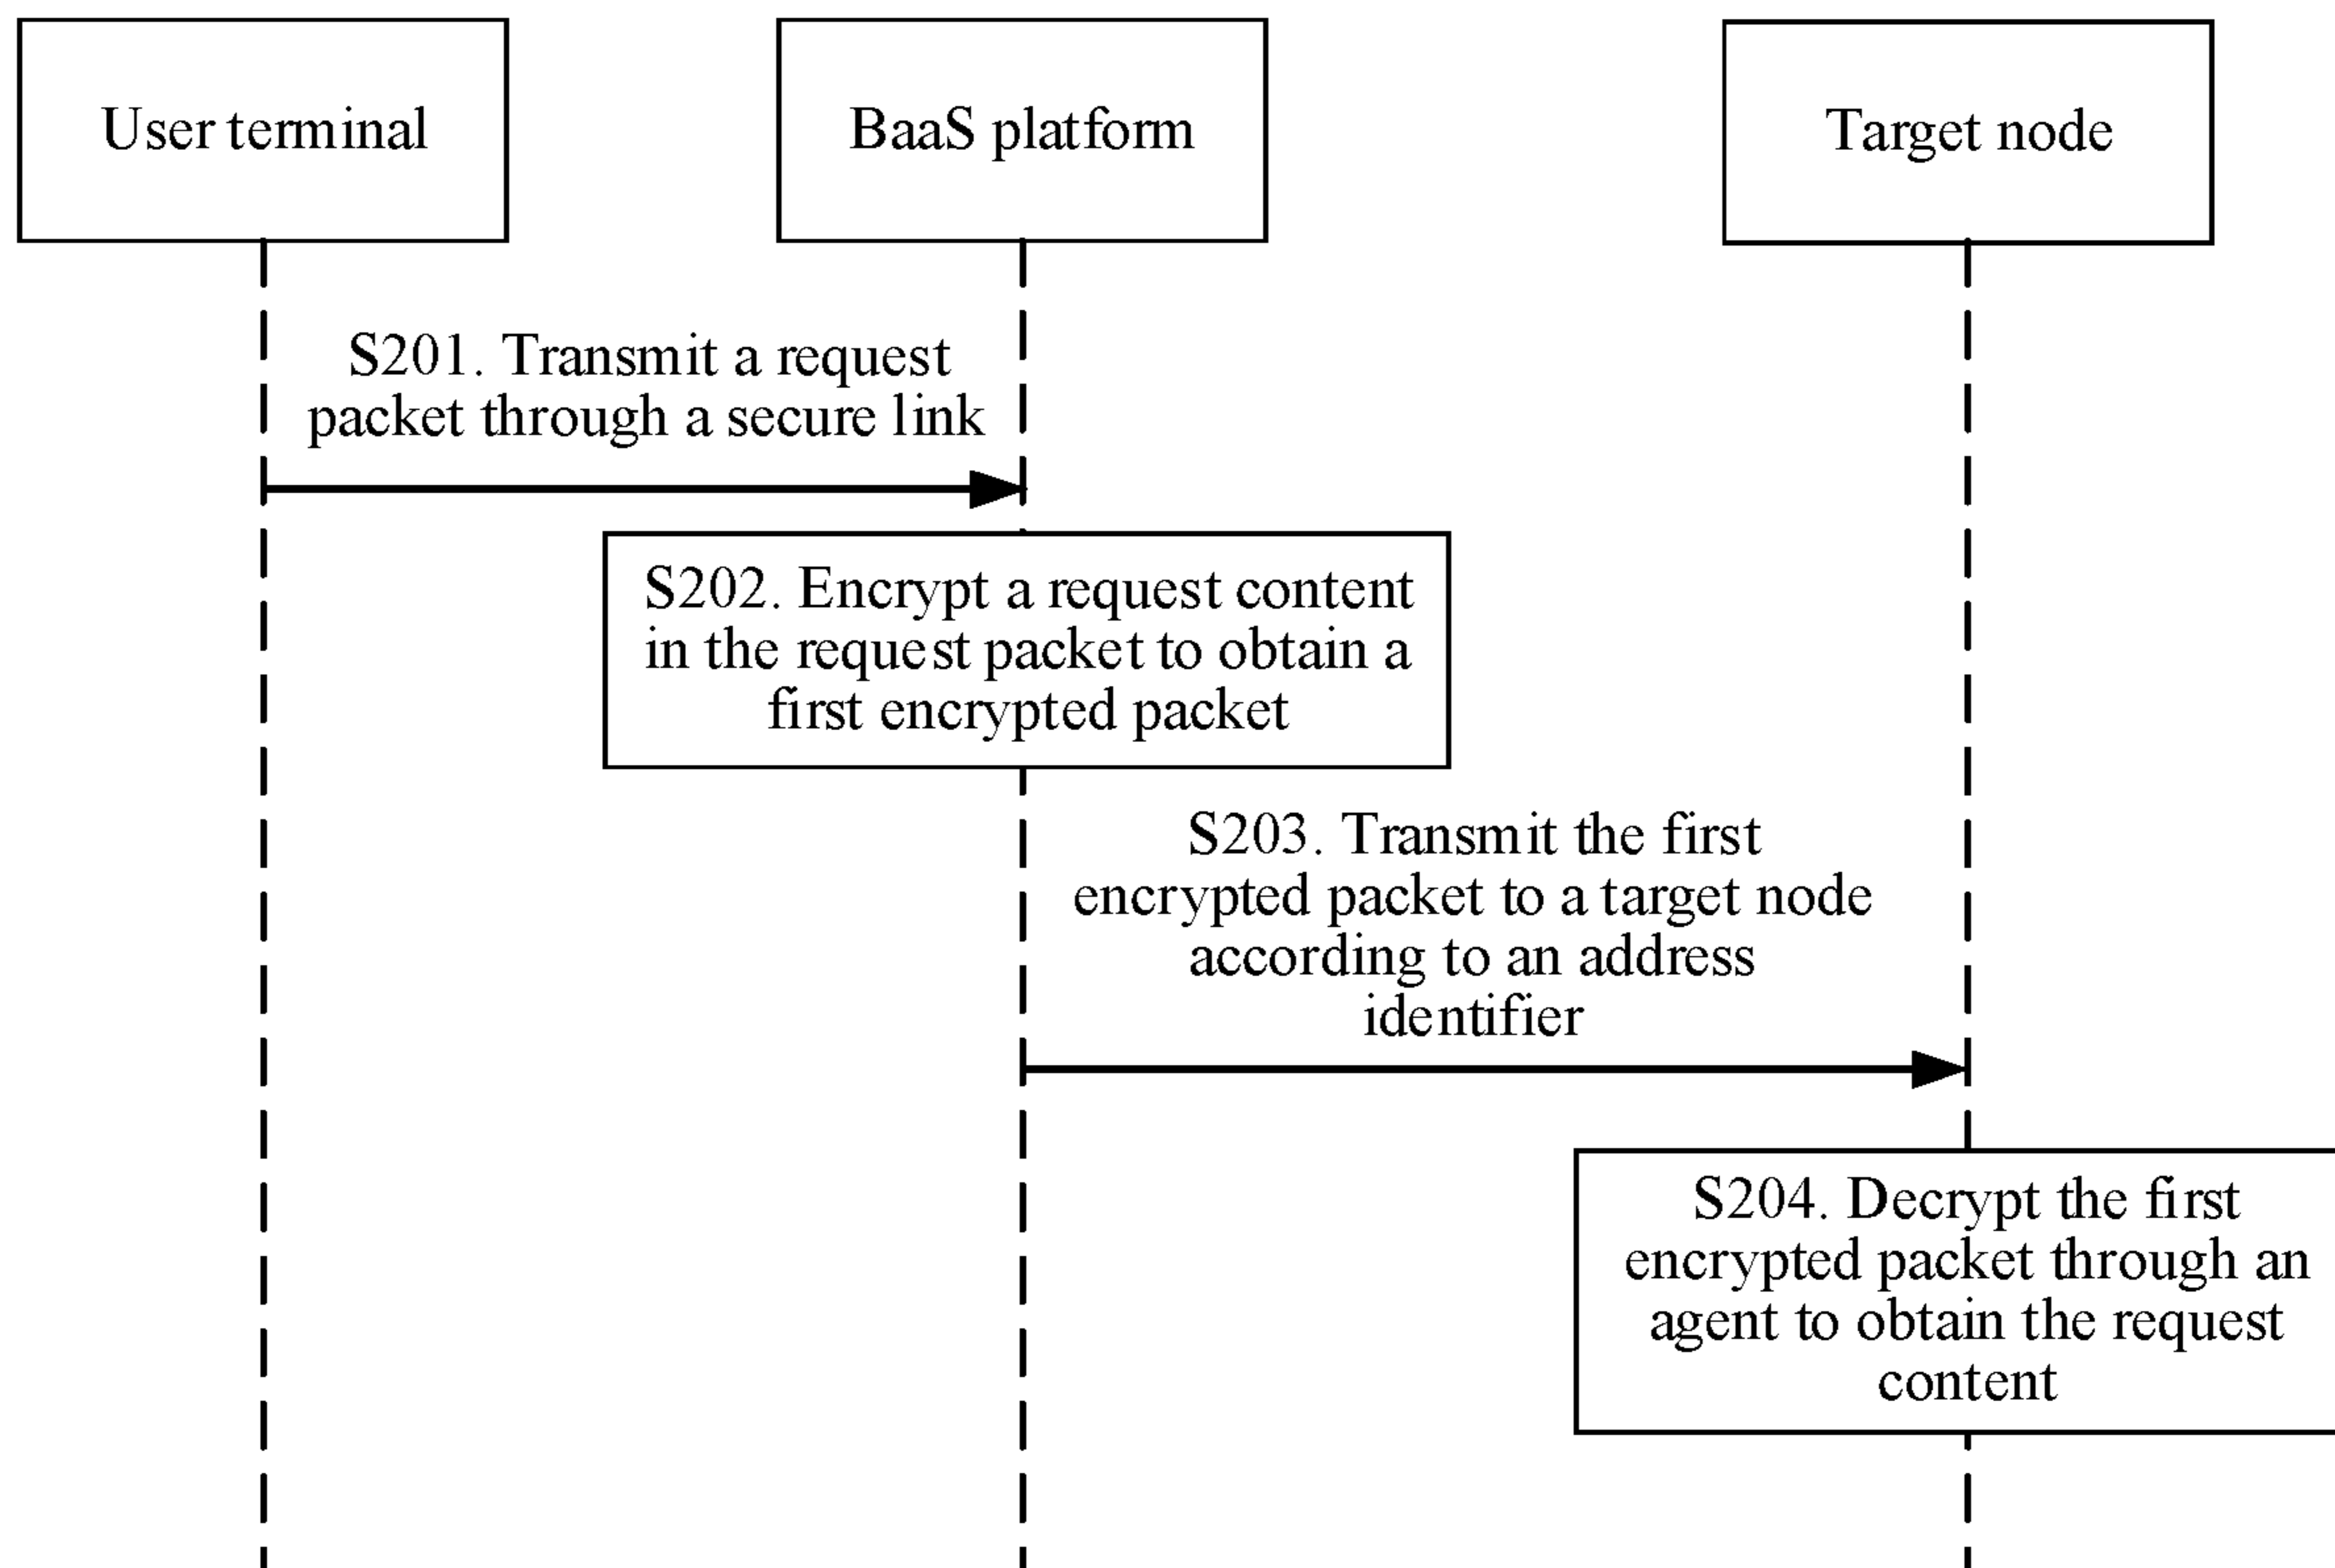 User terminal
BaaS platform
Target node
S201. Transmit a request
packet through a secure link
S202. Encrypt a request content
in the request packet to obtain a
first encrypted packet
S203. Transmit the first
encrypted packet to a target node
according to an address
identifier
S204. Decrypt the first
encrypted packet through an
agent to obtain the request
content